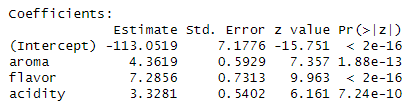 Coefficients:
Estimate Std. Error z value Pr(>|z|)
(Intercept) -113.0519 7.1776 -15.751 < 2e-16
aroma 4.3619 0.5929 7.357 1.88e-13
flavor 7.2856 0.7313 9.963 < 2e-16
acidity 3.3281 0.5402 6.161 7.24e-10